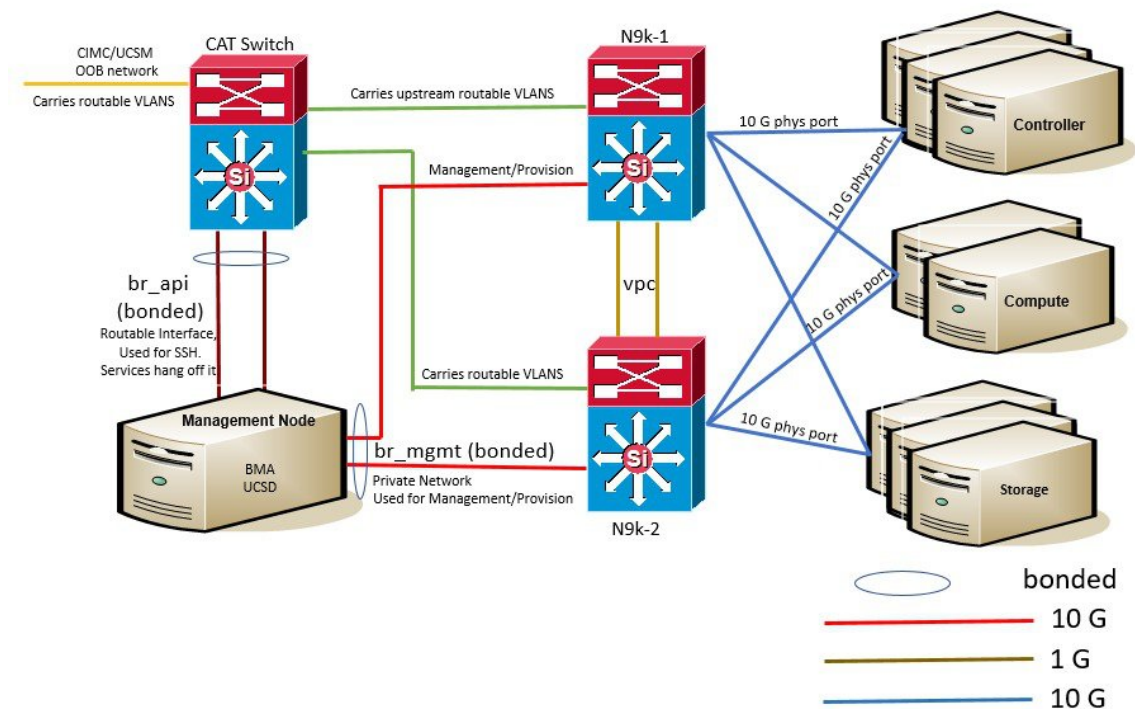 CAT Switch
N9k-1
CIMC/UCSM
OOB network
Carries routable VLANS
Carries upstream routable VLANS
Si
Management/Provision
Si
10 G phys port
10 G phys port
10 G phys port
10 G phys port
Controller
Compute
Storage
vpc
br_api
(bonded)
Routable Interface,
Used for SSH.
Services hang off it
Carries routable VLANS
Management Node
BMA
UCSD
br_mgmt (bonded)
Private Network
Used for Management/Provision
Si
N9k-2
bonded
10 G
1 G
10 G